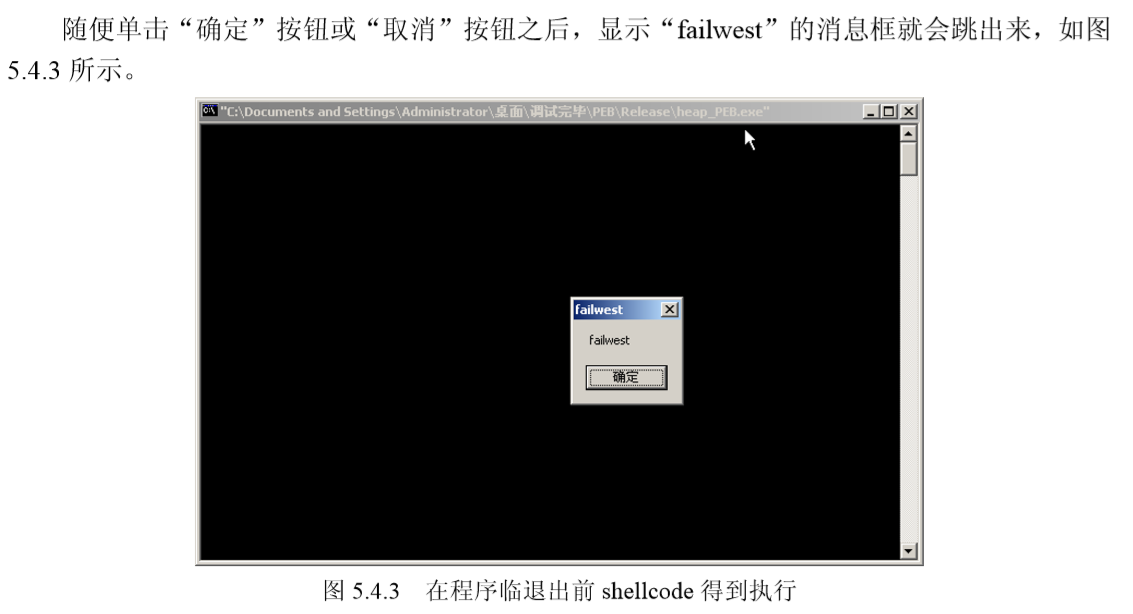 随便单击“确定”按钮或“取消”按钮之后，显示“failwest”的消息框就会跳出来，如图
5.4.3 所示。
"C:\Documents and Settings\Administrator\桌面\调试完毕\PEB\Release\heap_PEB.exe"
failwest
failwest
确定
图 5.4.3 在程序临退出前 shellcode 得到执行